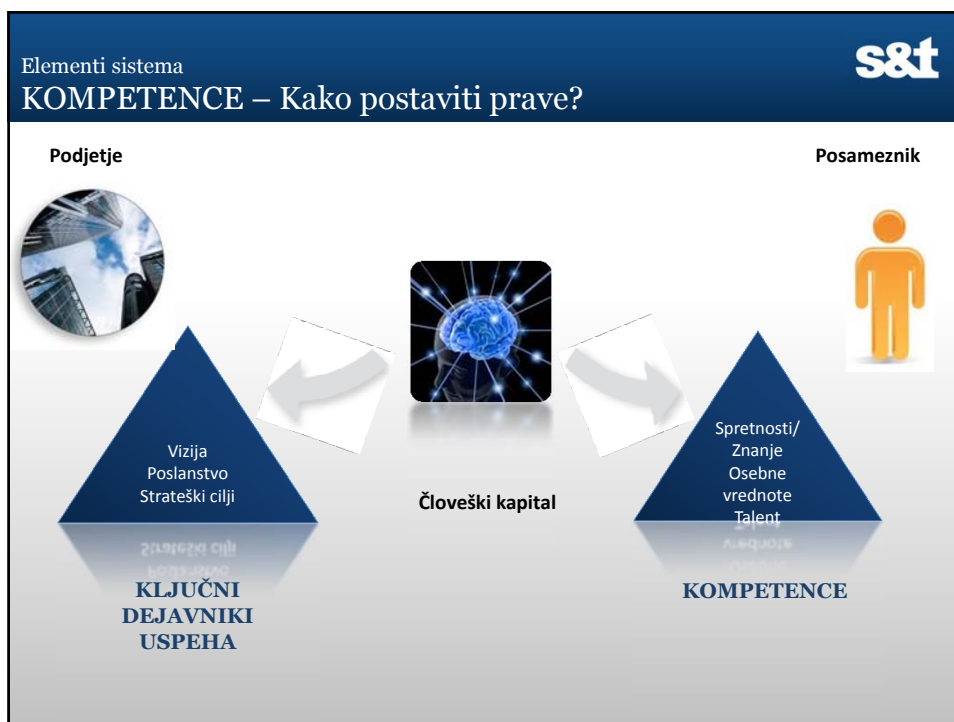 Elementi sistema
s&t
KOMPETENCE – Kako postaviti prave?
Podjetje
Posameznik
Vizija
Poslanstvo
Strateški cilji
Človeški kapital
Spretnosti/
Znanje
Osebne
vrednote
Talent
KLJUČNI
DEJAVNIKI
USPEHA
KOMPETENCE